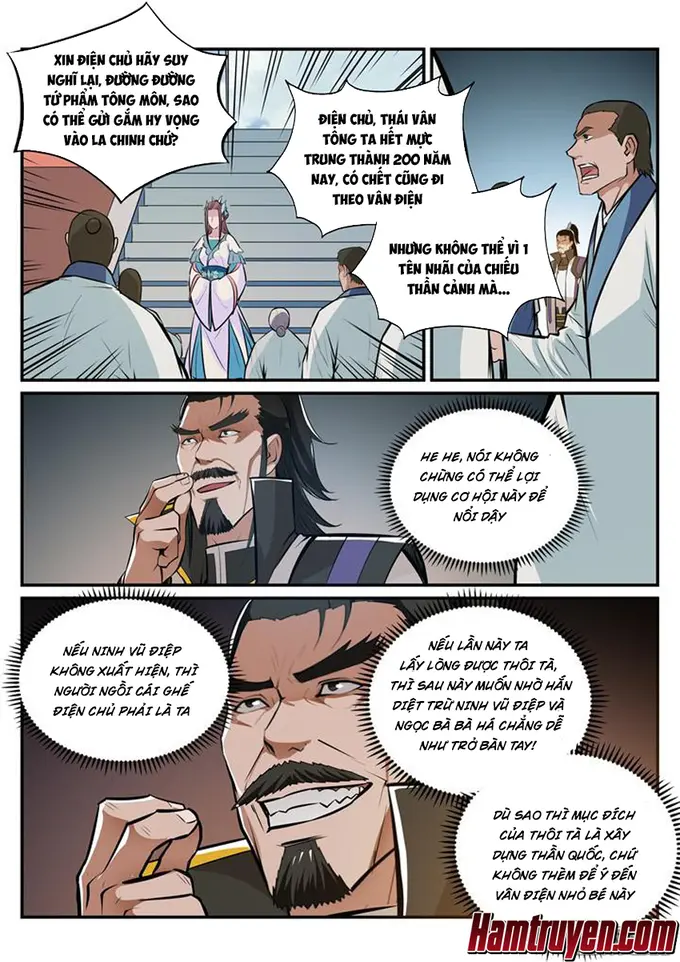 XIN ĐIỆN CHỦ HÃY SUY
NGHĨ LẠI, ĐƯỜNG ĐƯỜNG
TỨ PHẨM TÔNG MÔN, SAO
CÓ THỂ GỬI GẮM HY VỌNG
VÀO LA CHINH CHỨ?
ĐIỆN CHỦ, THÁI VÂN
TÔNG TA HẾT MỰC
TRUNG THÀNH 200 NĂM
NAY, CÓ CHẾT CŨNG ĐI
THEO VÂN ĐIỆN
NHƯNG KHÔNG THỂ VÌ 1
TÊN NHÃI CỦA CHIẾU
THẦN CẢNH MÀ...
HE HE, NÓI KHÔNG
CHỪNG CÓ THỂ LỢI
DỤNG CƠ HỘI NÀY ĐỂ
NỔI DẬY
NẾU NINH VŨ ĐIỆP
KHÔNG XUẤT HIỆN, THÌ
NGƯỜI NGỒI CÁI GHẾ
ĐIỆN CHỦ PHẢI LÀ TA
NẾU LẦN NÀY TA
LẤY LÒNG ĐƯỢC THÔI TÀ,
THÌ SAU NÀY MUỐN NHỜ HẮN
DIỆT TRỪ NINH VŨ ĐIỆP VÀ
NGỌC BÀ BÀ HÁ CHẲNG DỄ
NHƯ TRỞ BÀN TAY!
DÙ SAO THÌ MỤC ĐÍCH
CỦA THÔI TÀ LÀ XÂY
DỰNG THẦN QUỐC, CHỨ
KHÔNG THÈM ĐỂ Ý ĐẾN
VÂN ĐIỆN NHỎ BÉ NÀY
Hamtruyen.com